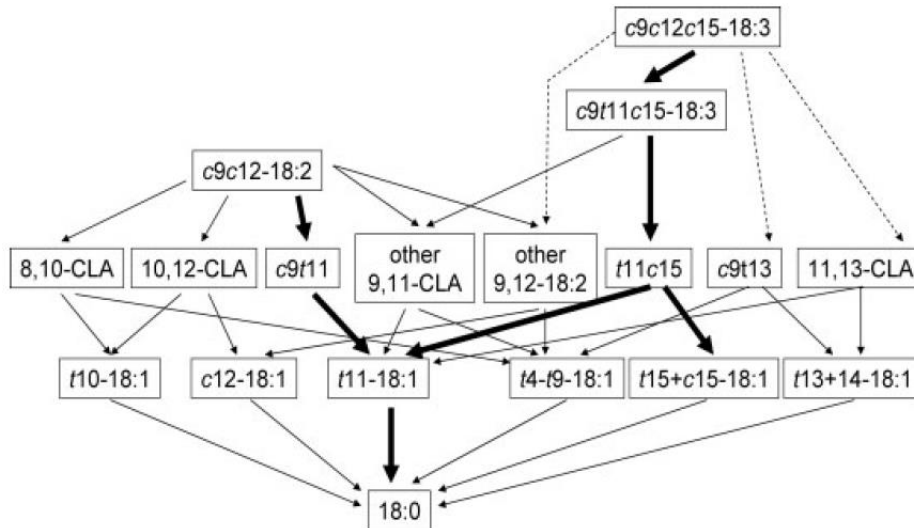 c9c12c15-18:3
c9t11c15-18:3
c9c12-18:2
8,10-CLA
10,12-CLA
c9t11
other
9,11-CLA
other
9,12-18:2
t11c15
c9t13
11,13-CLA
t10-18:1
c12-18:1
t11-18:1
t4-t9-18:1
t15+c15-18:1
t13+14-18:1
18:0